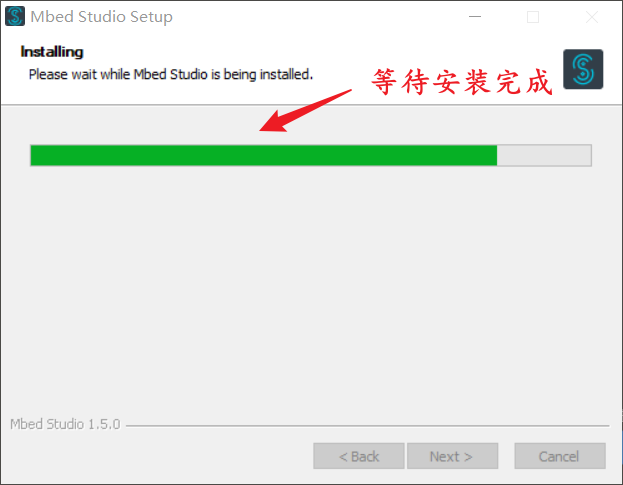 Mbed Studio Setup
Installing
Please wait while Mbed Studio is being installed.
等待安装完成
Mbed Studio 1.5.0
< Back
Next >
Cancel